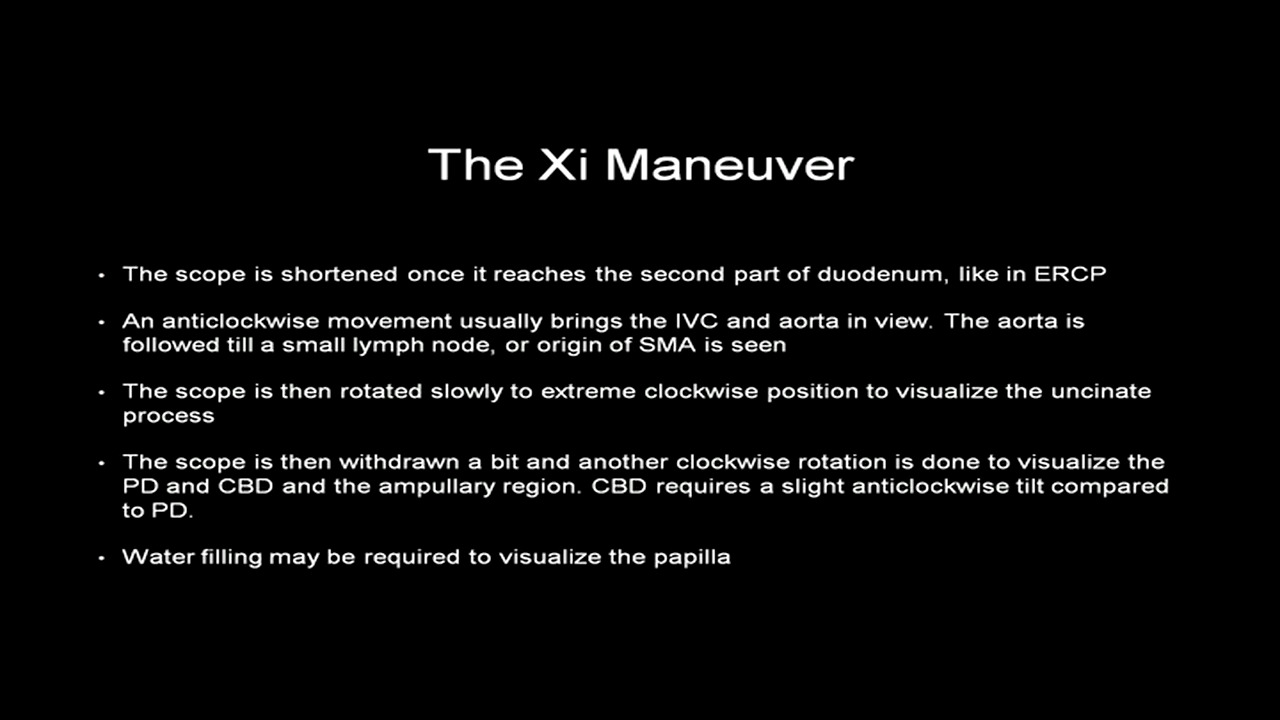 The Xi Maneuver
• The scope is shortened once it reaches the second part of duodenum, like in ERCP
• An anticlockwise movement usually brings the IVC and aorta in view. The aorta is
followed till a small lymph node, or origin of SMA is seen
• The scope is then rotated slowly to extreme clockwise position to visualize the uncinate
process
• The scope is then withdrawn a bit and another clockwise rotation is done to visualize the
PD and CBD and the ampullary region. CBD requires a slight anticlockwise tilt compared
to PD.
• Water filling may be required to visualize the papilla